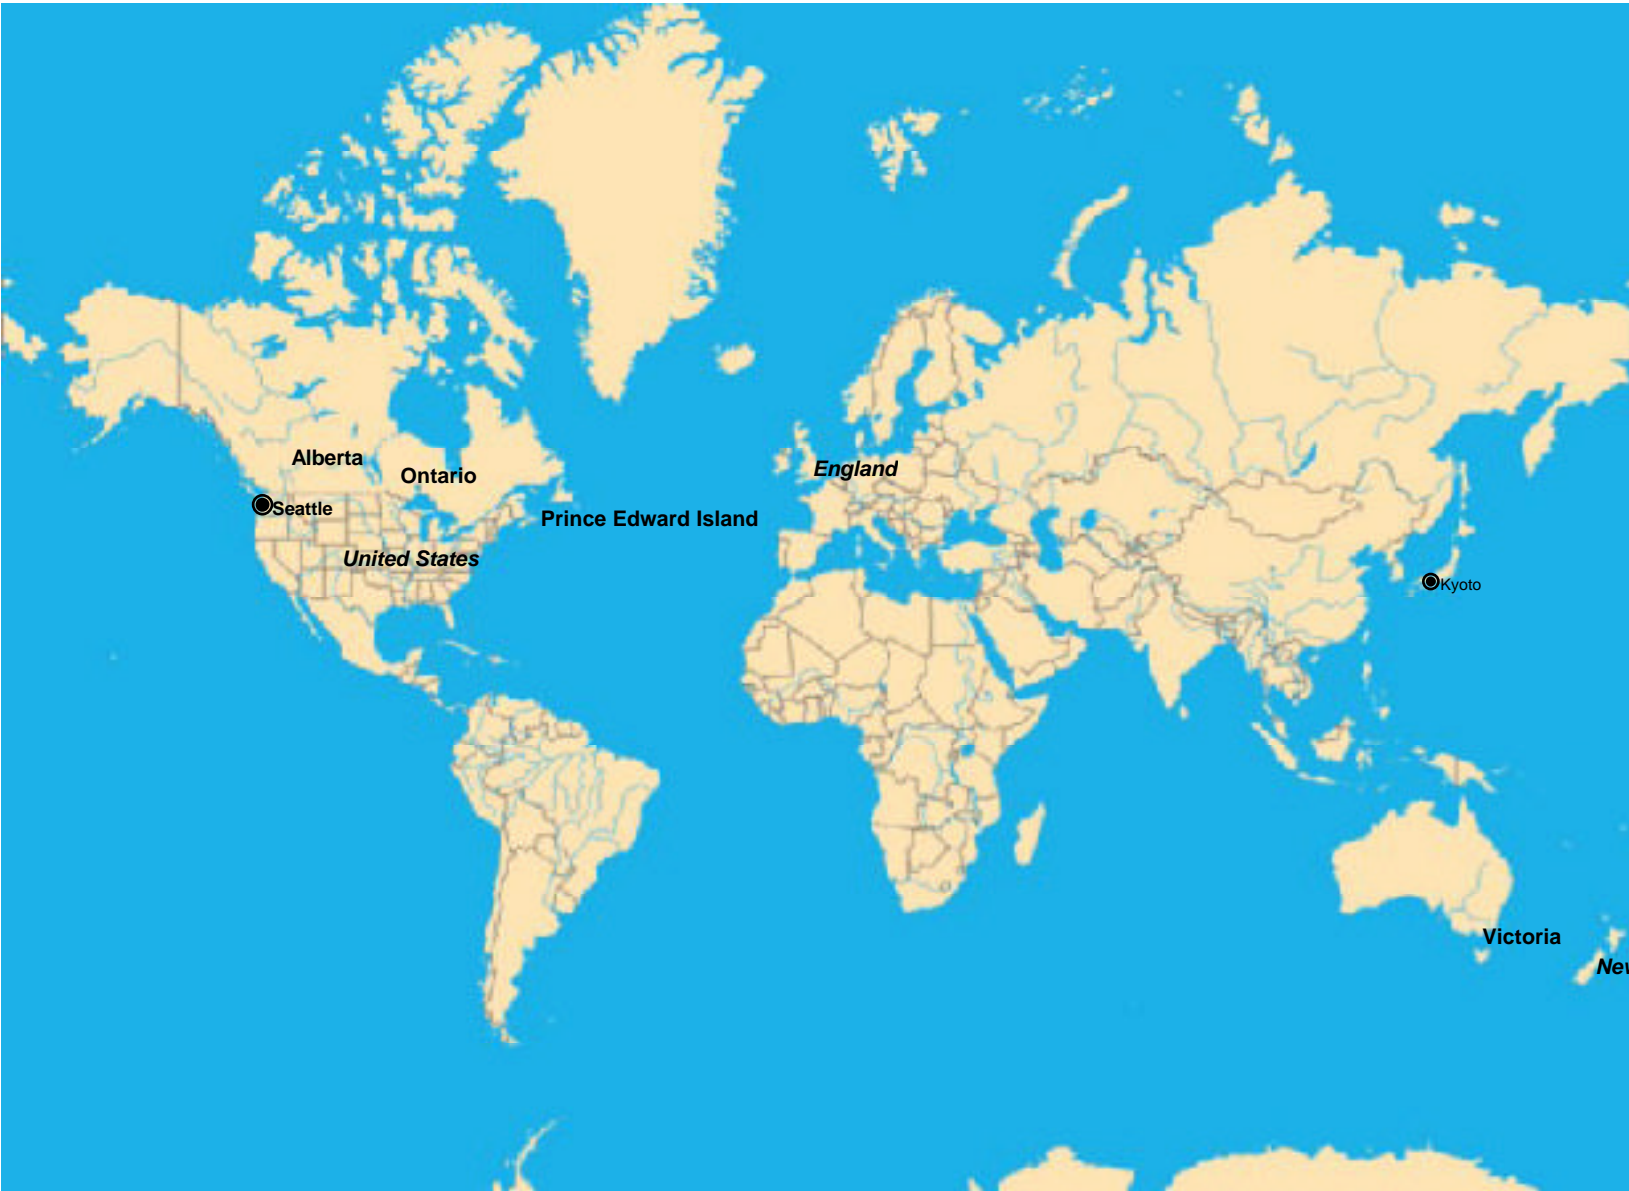 Alberta
Ontario
England
Seattle
Prince Edward Island
United States
Kyoto
Victoria